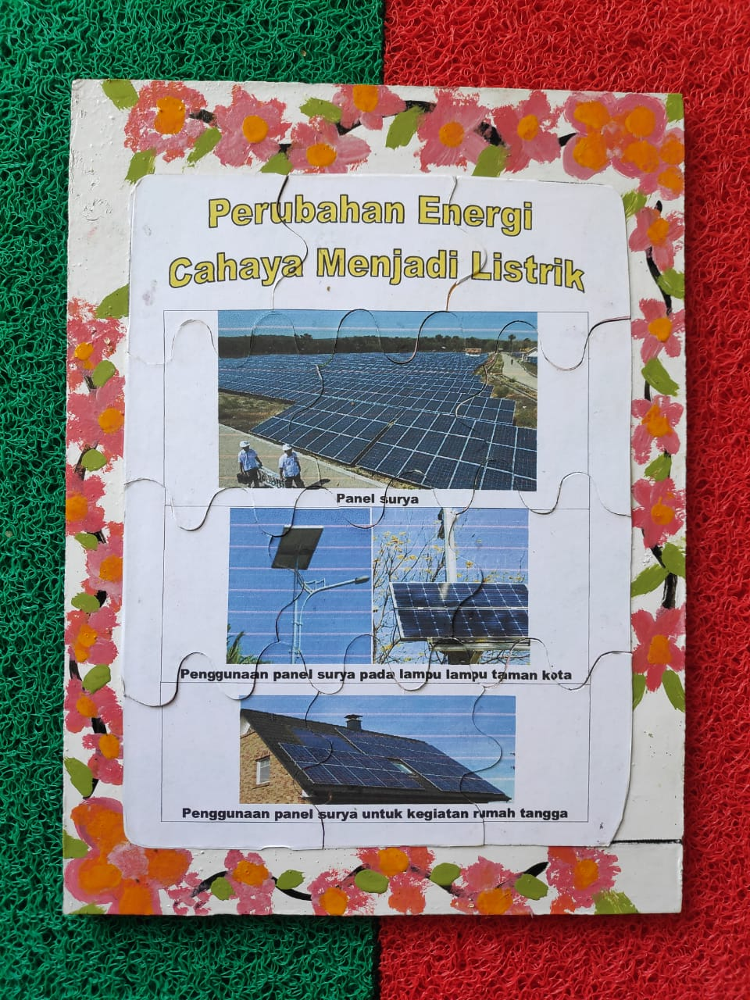 Perubahan Energi
Cahaya Menjadi Listrik
Panel surya
Penggunaan panel surya pada lampu lampu taman kota
Penggunaan panel surya untuk kegiatan rumah tangga